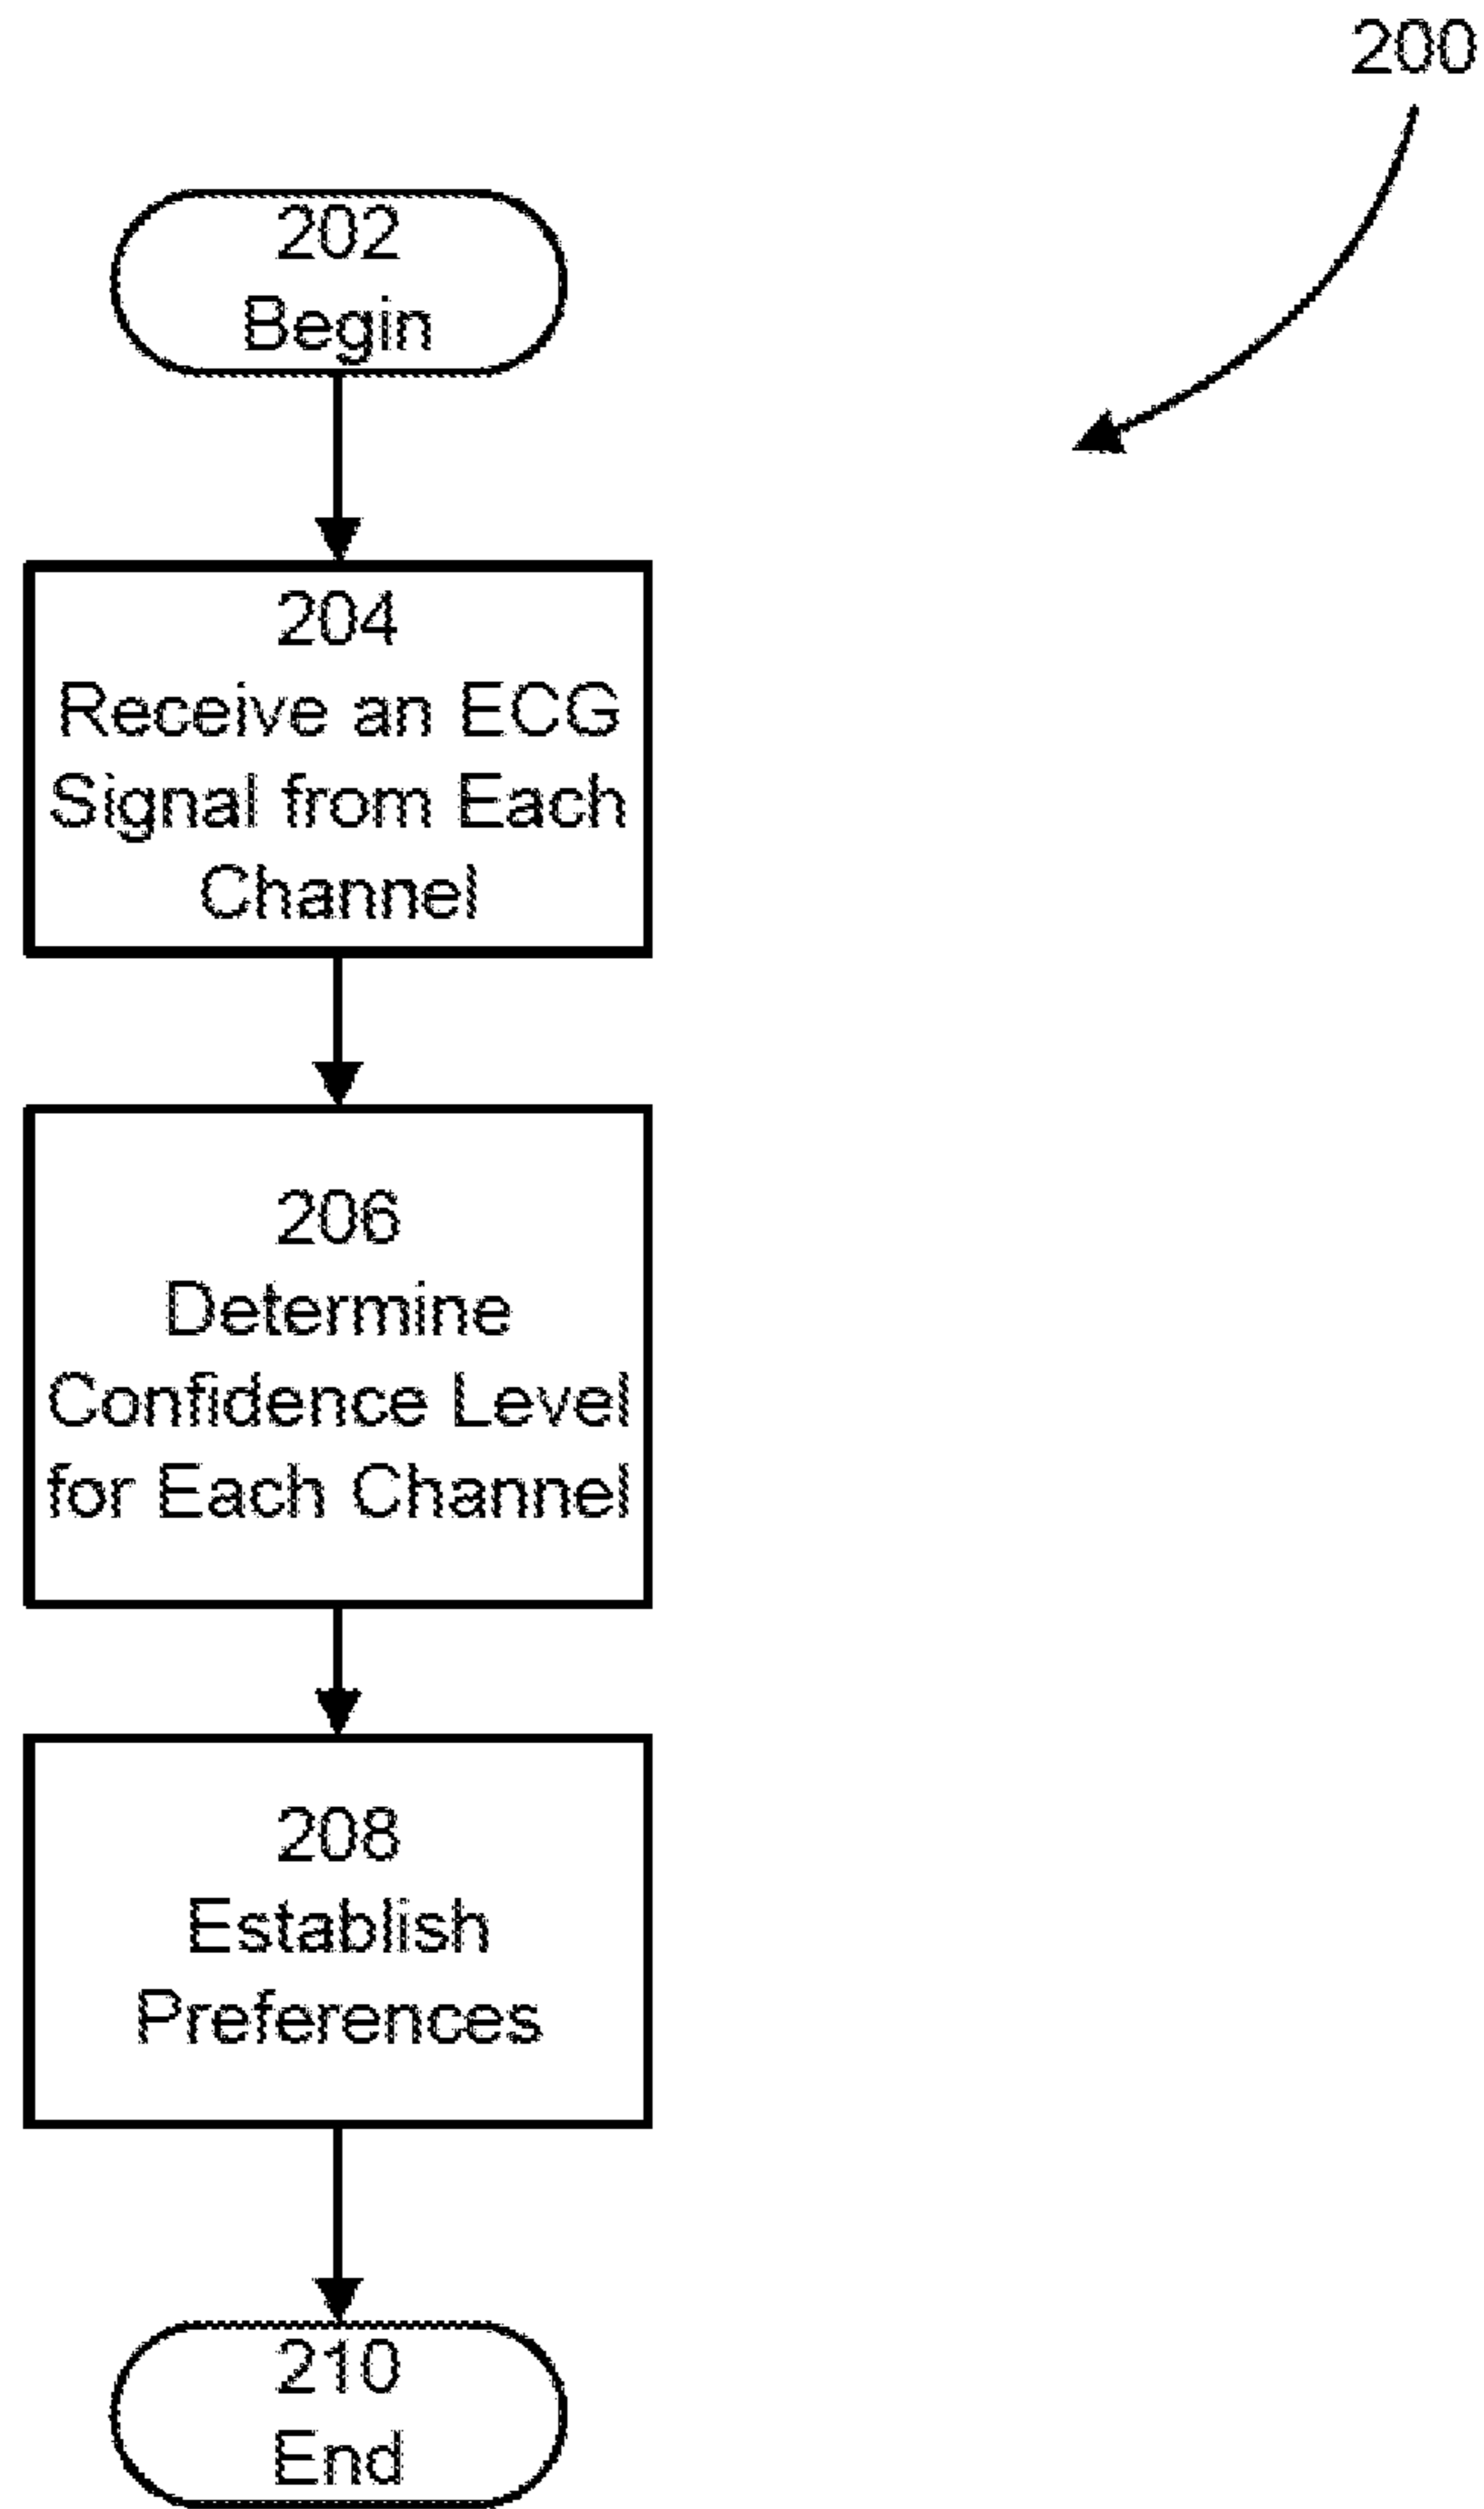 200
202
Begin
204
Receive an ECG
Signal from Each
Channel
206
Determine
Confidence Level
for Each Channel
208
Establish
Preferences
210
End